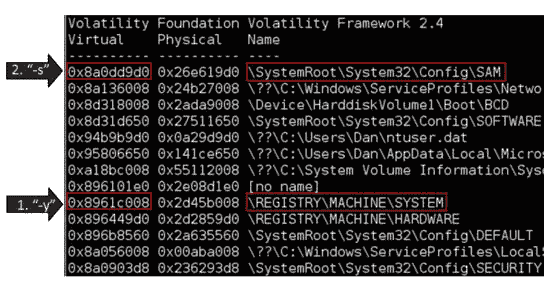 Volatility Foundation Volatility Framework 2.4
Virtual Physical Name
---------- ---------- ----
2. “-s” 0x8a0dd9d0 0x26e619d0 \SystemRoot\System32\Config\SAM
0x8a136008 0x24b27008 \??\C:\Windows\ServiceProfiles\Netwo
0x8d318008 0x2ada9008 \Device\HarddiskVolume1\Boot\BCD
0x8d31d650 0x27511650 \SystemRoot\System32\Config\SOFTWARE
0x94b9b9d0 0x0a29d9d0 \??\C:\Users\Dan\ntuser.dat
0x95806650 0x141ce650 \??\C:\Users\Dan\AppData\Local\Micros
0xa18bc008 0x55112008 \??\C:\System Volume Information\Sysc
0x896101e0 0x2e08d1e0 [no name]
1. “-y” 0x8961c008 0x2d45b008 \REGISTRY\MACHINE\SYSTEM
0x896449d0 0x2d2859d0 \REGISTRY\MACHINE\HARDWARE
0x896b8560 0x2a635560 \SystemRoot\System32\Config\DEFAULT
0x8a056008 0x00aba008 \??\C:\Windows\ServiceProfiles\LocalS
0x8a0903d8 0x236293d8 \SystemRoot\System32\Config\SECURITY